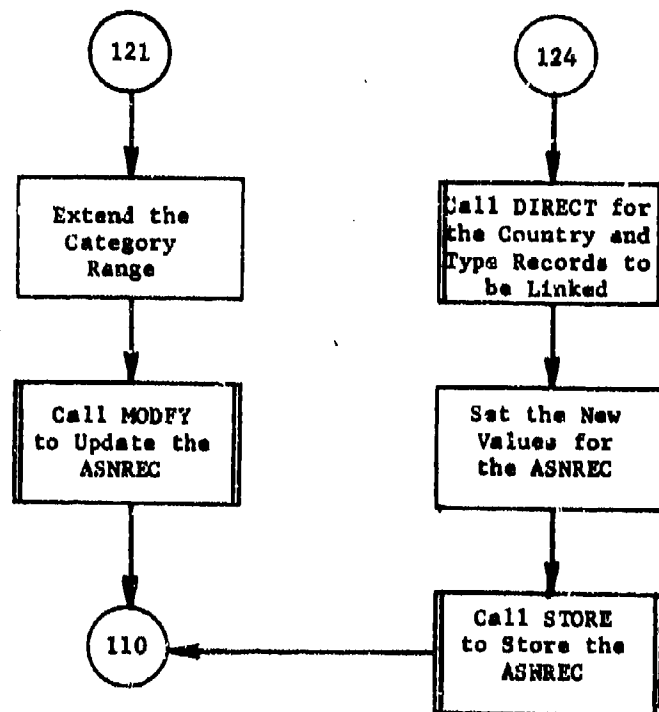 121
Extend the
Category
Range
Call MODFY
to Update the
ASNREC
110
124
Call DIRECT for
the Country and
Type Records to
be Linked
Set the New
Values for
the ASNREC
Call STORE
to Store the
ASNREC